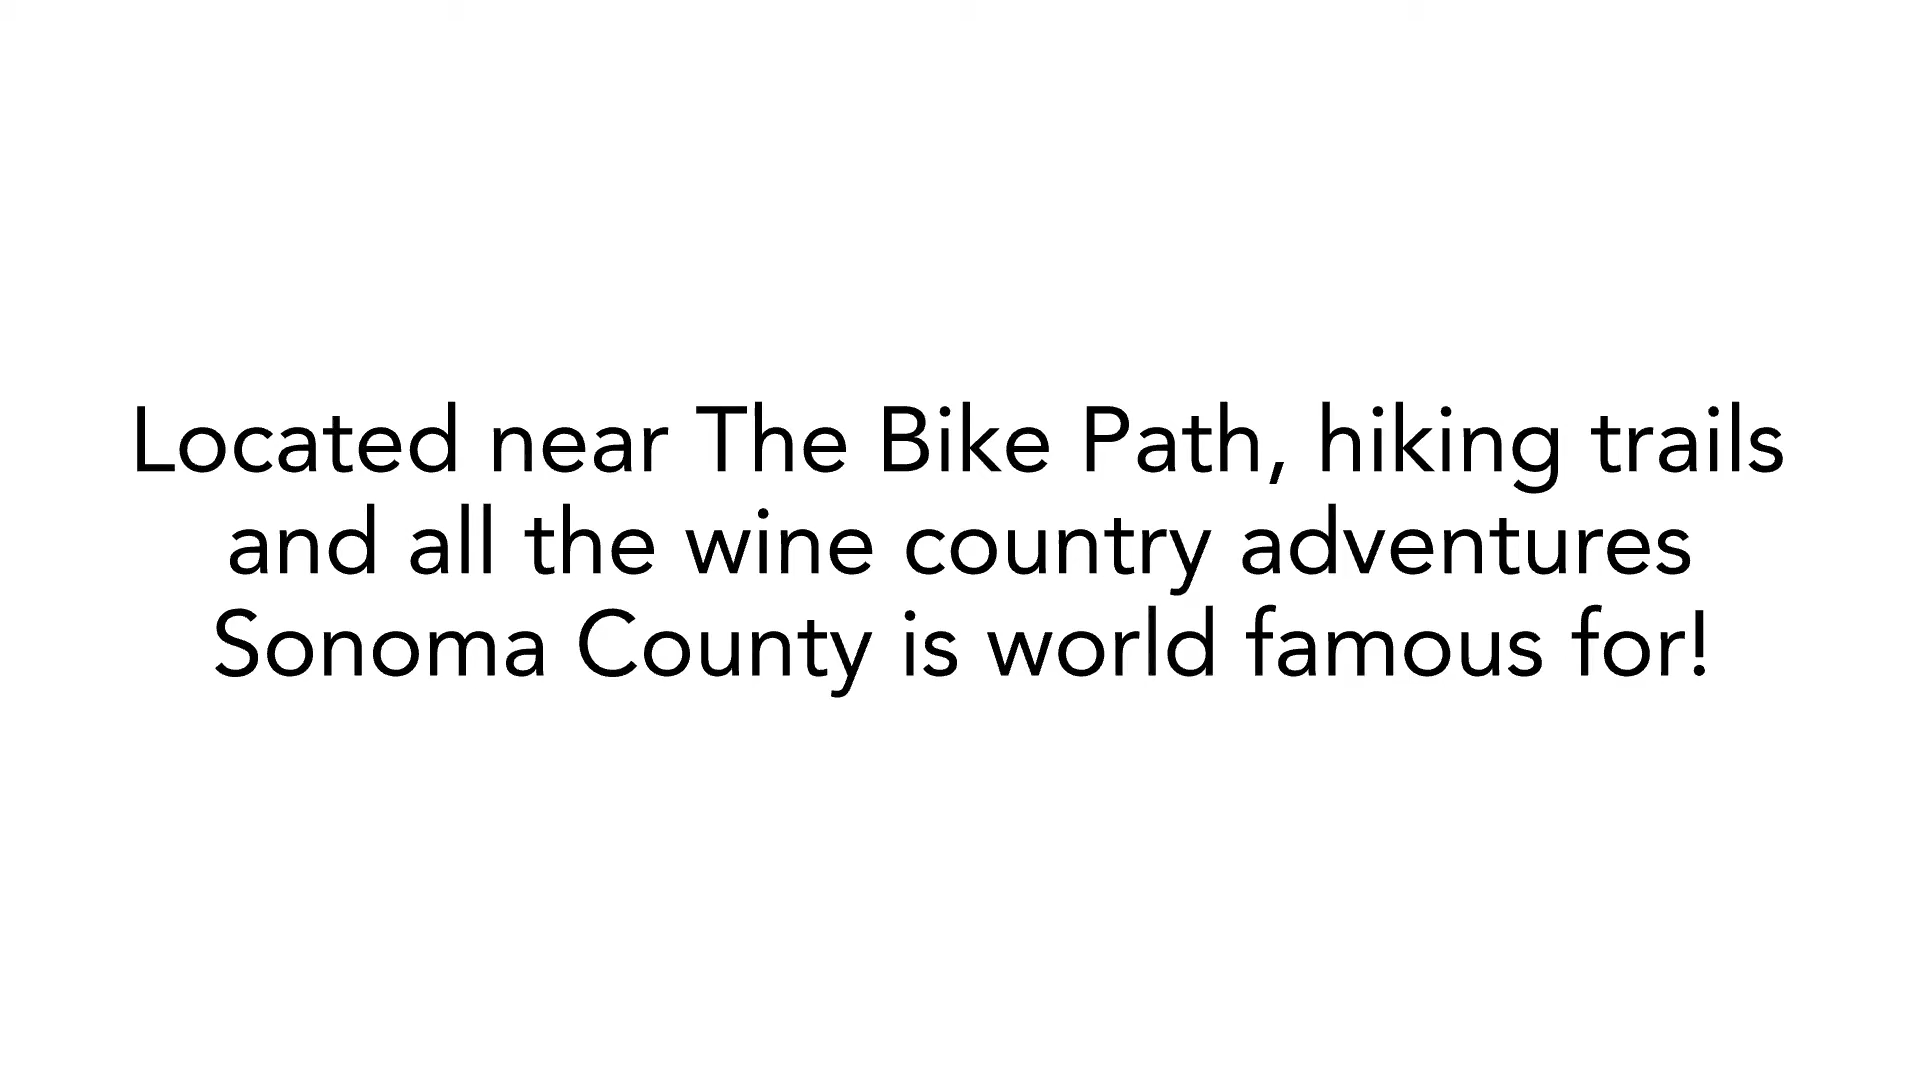 Located near The Bike Path, hiking trails
and all the wine country adventures
Sonoma County is world famous for!